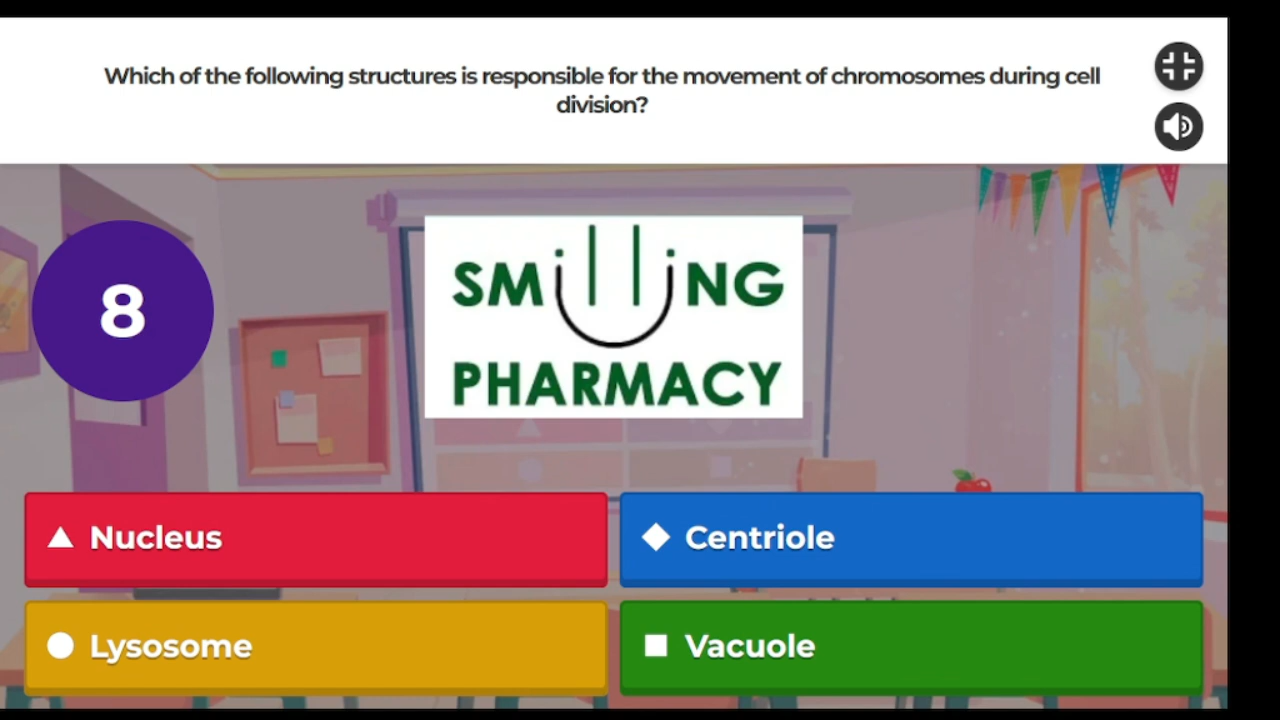 Which of the following structures is responsible for the movement of chromosomes during cell
division?
8
SMiLLiNG
PHARMACY
Nucleus
Centriole
Lysosome
Vacuole